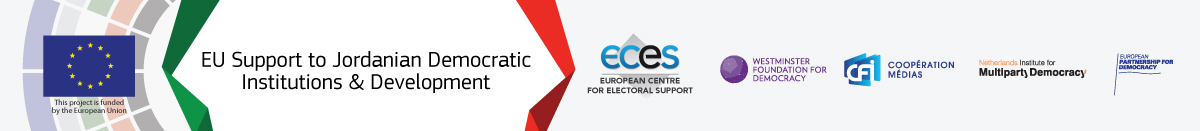 This project is funded
by the European Union
EU Support to Jordanian Democratic
Institutions & Development
eces
EUROPEAN CENTRE
FOR ELECTORAL SUPPORT
WESTMINSTER
FOUNDATION FOR
DEMOCRACY
CFI
COOPÉRATION
MÉDIAS
Netherlands Institute for
Multiparty Democracy
EUROPEAN
PARTNERSHIP FOR
DEMOCRACY